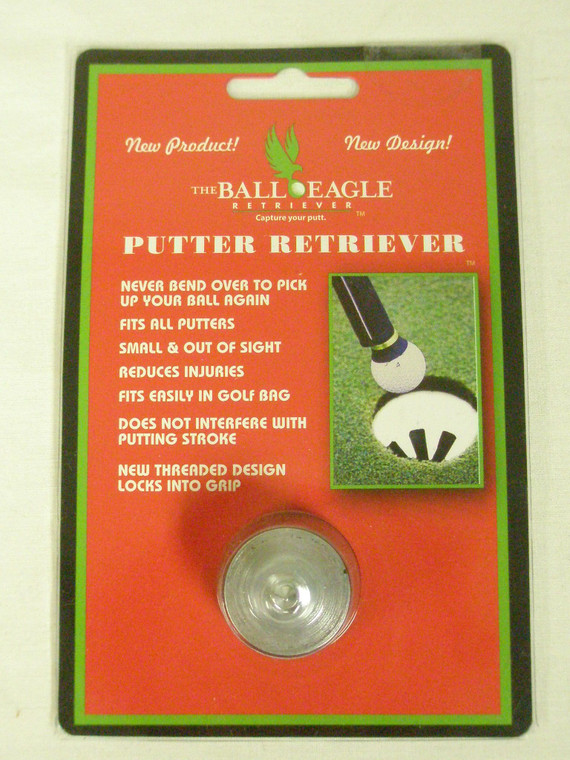 New Product! New Design!
THE BALL EAGLE
RETRIEVER
TM
Capture your putt.
PUTTER RETRIEVER
TM
NEVER BEND OVER TO PICK
UP YOUR BALL AGAIN
FITS ALL PUTTERS
SMALL & OUT OF SIGHT
REDUCES INJURIES
FITS EASILY IN GOLF BAG
DOES NOT INTERFERE WITH
PUTTING STROKE
NEW THREADED DESIGN
LOCKS INTO GRIP